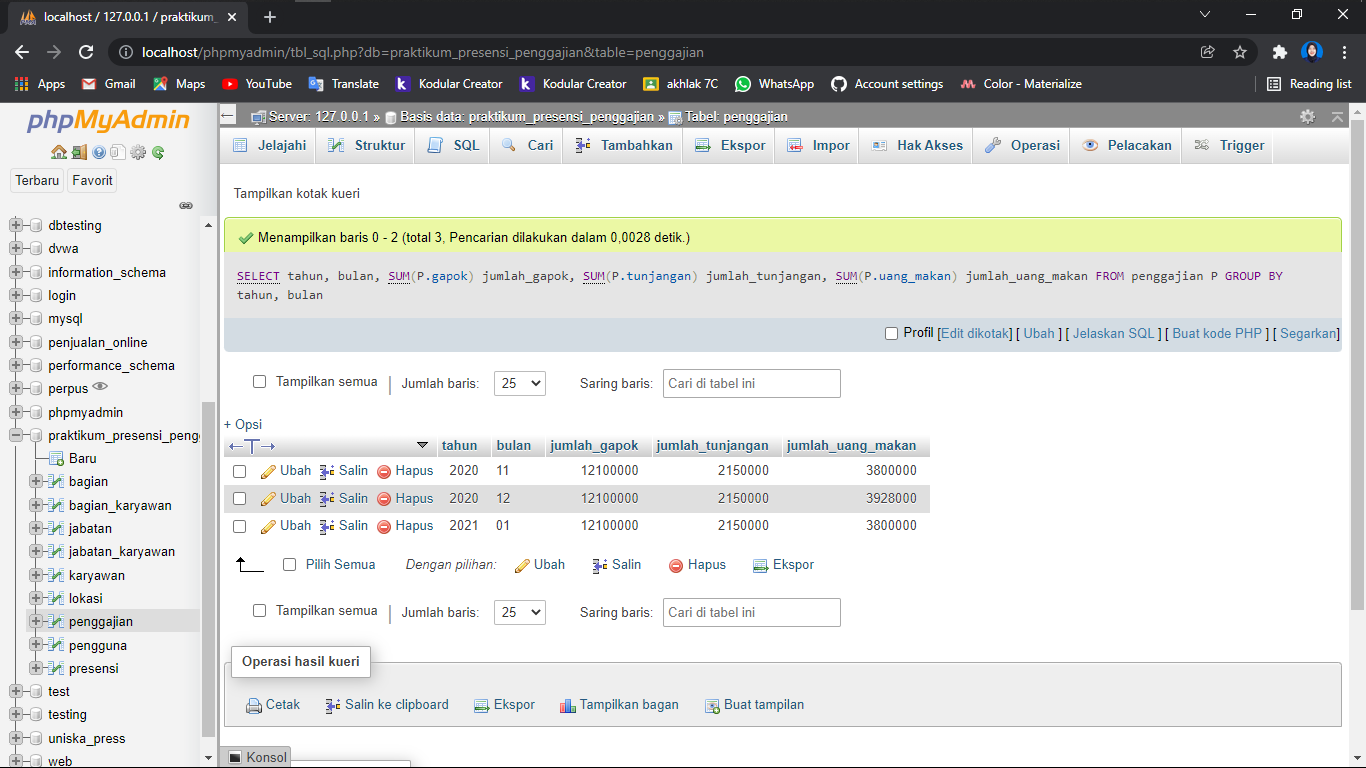 localhost / 127.0.0.1 / praktikum_
localhost/phpmyadmin/tbl_sql.php?db=praktikum_presensi_penggajian&table=penggajian
Apps Gmail Maps YouTube Translate Kodular Creator Kodular Creator akhlak 7C WhatsApp Account settings Color - Materialize Reading list
phpMyAdmin
Terbaru Favorit
dbtesting
dvwa
information_schema
login
mysql
penjualan_online
performance_schema
perpus
phpmyadmin
praktikum_presensi_peng
Baru
bagian
bagian_karyawan
jabatan
jabatan_karyawan
karyawan
lokasi
penggajian
pengguna
presensi
test
testing
uniska_press
web
Server: 127.0.0.1 » Basis data: praktikum_presensi_penggajian » Tabel: penggajian
Jelajahi Struktur SQL Cari Tambahkan Ekspor Impor Hak Akses Operasi Pelacakan Trigger
Tampilkan kotak kueri
Menampilkan baris 0 - 2 (total 3, Pencarian dilakukan dalam 0,0028 detik.)
SELECT tahun, bulan, SUM(P.gapok) jumlah_gapok, SUM(P.tunjangan) jumlah_tunjangan, SUM(P.uang_makan) jumlah_uang_makan FROM penggajian P GROUP BY
tahun, bulan
Profil [Edit dikotak] [ Ubah ] [ Jelaskan SQL ] [ Buat kode PHP ] [ Segarkan]
Tampilkan semua | Jumlah baris: 25 Saring baris: Cari di tabel ini
+ Opsi
←T→ tahun bulan jumlah_gapok jumlah_tunjangan jumlah_uang_makan
Ubah Salin Hapus 2020 11 12100000 2150000 3800000
Ubah Salin Hapus 2020 12 12100000 2150000 3928000
Ubah Salin Hapus 2021 01 12100000 2150000 3800000
Pilih Semua Dengan pilihan: Ubah Salin Hapus Ekspor
Tampilkan semua | Jumlah baris: 25 Saring baris: Cari di tabel ini
Operasi hasil kueri
Cetak Salin ke clipboard Ekspor Tampilkan bagan Buat tampilan
Konsol